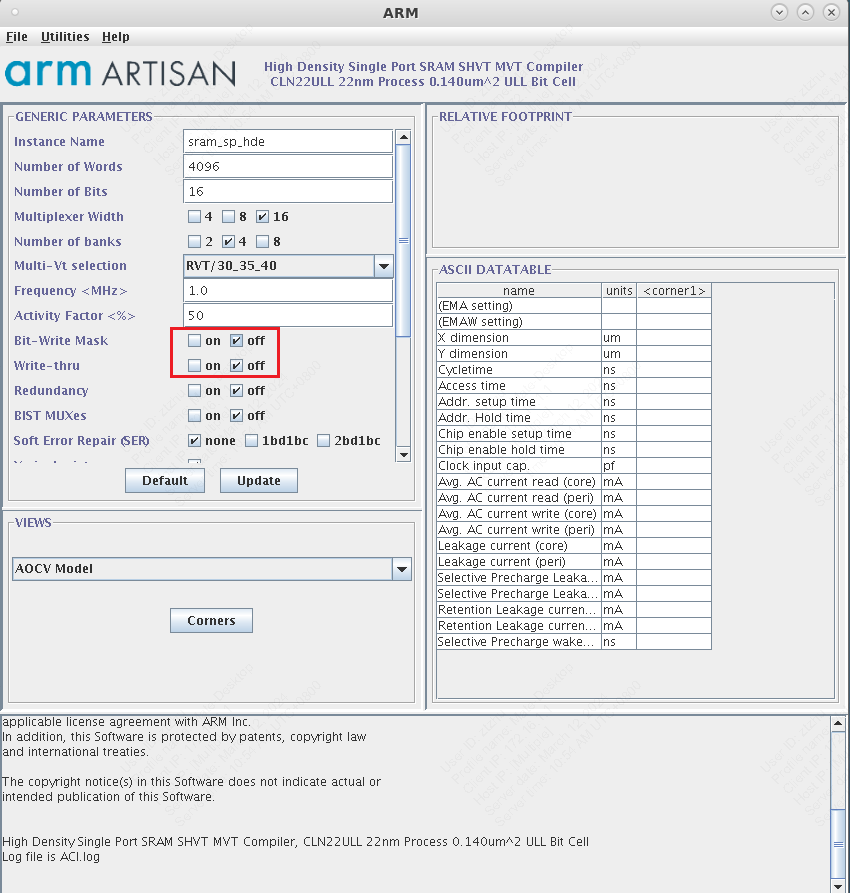 ARM
File Utilities Help
arm ARTISAN
High Density Single Port SRAM SHVT MVT Compiler
CLN22ULL 22nm Process 0.140um^2 ULL Bit Cell
GENERIC PARAMETERS
Instance Name sram_sp_hde
Number of Words 4096
Number of Bits 16
Multiplexer Width 4 8 16
Number of banks 2 4 8
Multi-Vt selection RVT/30_35_40
Frequency <MHz> 1.0
Activity Factor <%> 50
Bit-Write Mask on off
Write-thru on off
Redundancy on off
BIST MUXes on off
Soft Error Repair (SER) none 1bd1bc 2bd1bc
Default Update
VIEWS
AOCV Model
Corners
RELATIVE FOOTPRINT
ASCII DATATABLE
name units <corner1>
(EMA setting)
(EMAW setting)
X dimension um
Y dimension um
Cycletime ns
Access time ns
Addr. setup time ns
Addr. Hold time ns
Chip enable setup time ns
Chip enable hold time ns
Clock input cap. pf
Avg. AC current read (core) mA
Avg. AC current read (peri) mA
Avg. AC current write (core) mA
Avg. AC current write (peri) mA
Leakage current (core) mA
Leakage current (peri) mA
Selective Precharge Leaka... mA
Selective Precharge Leaka... mA
Retention Leakage curren... mA
Retention Leakage curren... mA
Selective Precharge wake... ns
applicable license agreement with ARM Inc.
In addition, this Software is protected by patents, copyright law
and international treaties.
The copyright notice(s) in this Software does not indicate actual or
intended publication of this Software.
High Density Single Port SRAM SHVT MVT Compiler, CLN22ULL 22nm Process 0.140um^2 ULL Bit Cell
Log file is ACI.log